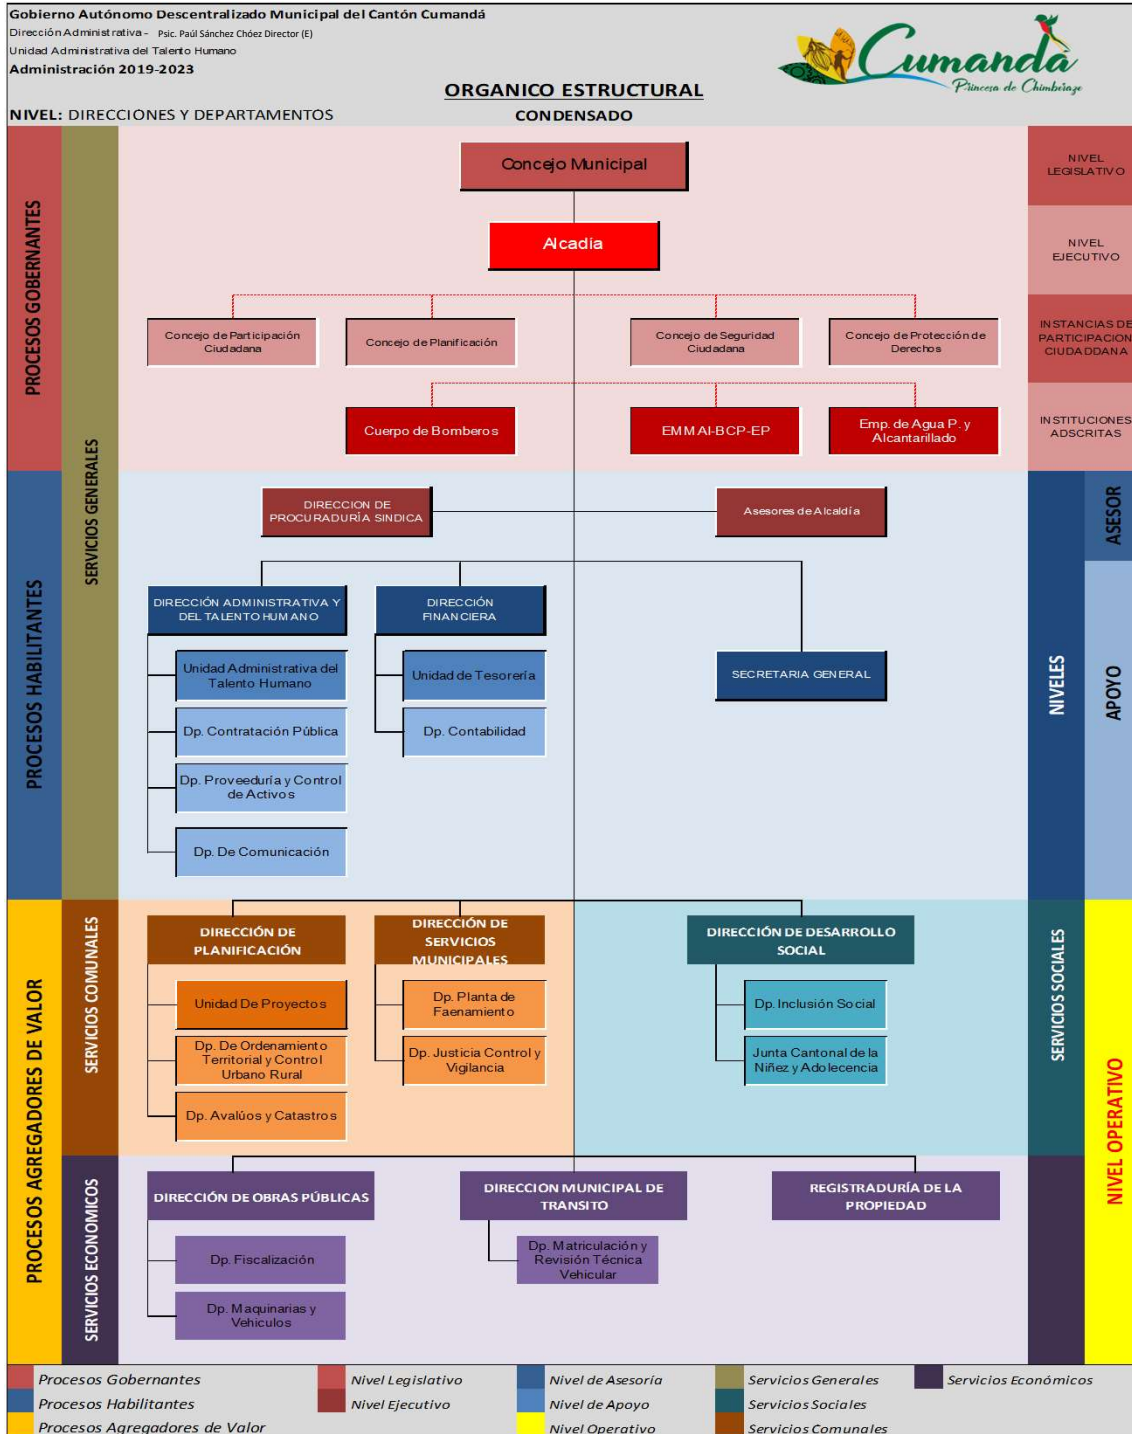 Gobierno Autónomo Descentralizado Municipal del Cantón Cumandá
Dirección Administrativa - Psic. Paúl Sánchez Chóez Director (E)
Unidad Administrativa del Talento Humano
Administración 2019-2023
Cumandá
Princesa de Chimborazo
ORGANICO ESTRUCTURAL
NIVEL: DIRECCIONES Y DEPARTAMENTOS
CONDENSADO
PROCESOS GOBERNANTES
SERVICIOS GENERALES
Concejo Municipal
NIVEL
LEGISLATIVO
Alcadía
NIVEL
EJECUTIVO
Concejo de Participación
Ciudadana
Concejo de Planificación
Concejo de Seguridad
Ciudadana
Concejo de Protección de
Derechos
INSTANCIAS DE
PARTICIPACION
CIUDADDANA
Cuerpo de Bomberos
EMMAI-BCP-EP
Emp. de Agua P. y
Alcantarillado
INSTITUCIONES
ADSCRITAS
PROCESOS HABILITANTES
DIRECCION DE
PROCURADURÍA SINDICA
Asesores de Alcaldía
NIVELES
ASESOR
APOYO
DIRECCIÓN ADMINISTRATIVA Y
DEL TALENTO HUMANO
DIRECCIÓN
FINANCIERA
Unidad Administrativa del
Talento Humano
Unidad de Tesorería
SECRETARIA GENERAL
Dp. Contratación Pública
Dp. Contabilidad
Dp. Proveeduría y Control
de Activos
Dp. De Comunicación
PROCESOS AGREGADORES DE VALOR
SERVICIOS COMUNALES
DIRECCIÓN DE
PLANIFICACIÓN
DIRECCIÓN DE
SERVICIOS
MUNICIPALES
DIRECCIÓN DE DESARROLLO
SOCIAL
SERVICIOS SOCIALES
NIVEL OPERATIVO
Unidad De Proyectos
Dp. Planta de
Faenamiento
Dp. Inclusión Social
Dp. De Ordenamiento
Territorial y Control
Urbano Rural
Dp. Justicia Control y
Vigilancia
Junta Cantonal de la
Niñez y Adolecencia
Dp. Avalúos y Catastros
SERVICIOS ECONOMICOS
DIRECCIÓN DE OBRAS PÚBLICAS
DIRECCION MUNICIPAL DE
TRANSITO
REGISTRADURÍA DE LA
PROPIEDAD
Dp. Fiscalización
Dp. Matriculación y
Revisión Técnica
Vehicular
Dp. Maquinarias y
Vehiculos
Procesos Gobernantes
Nivel Legislativo
Nivel de Asesoría
Servicios Generales
Servicios Económicos
Procesos Habilitantes
Nivel Ejecutivo
Nivel de Apoyo
Servicios Sociales
Procesos Agregadores de Valor
Nivel Operativo
Servicios Comunales